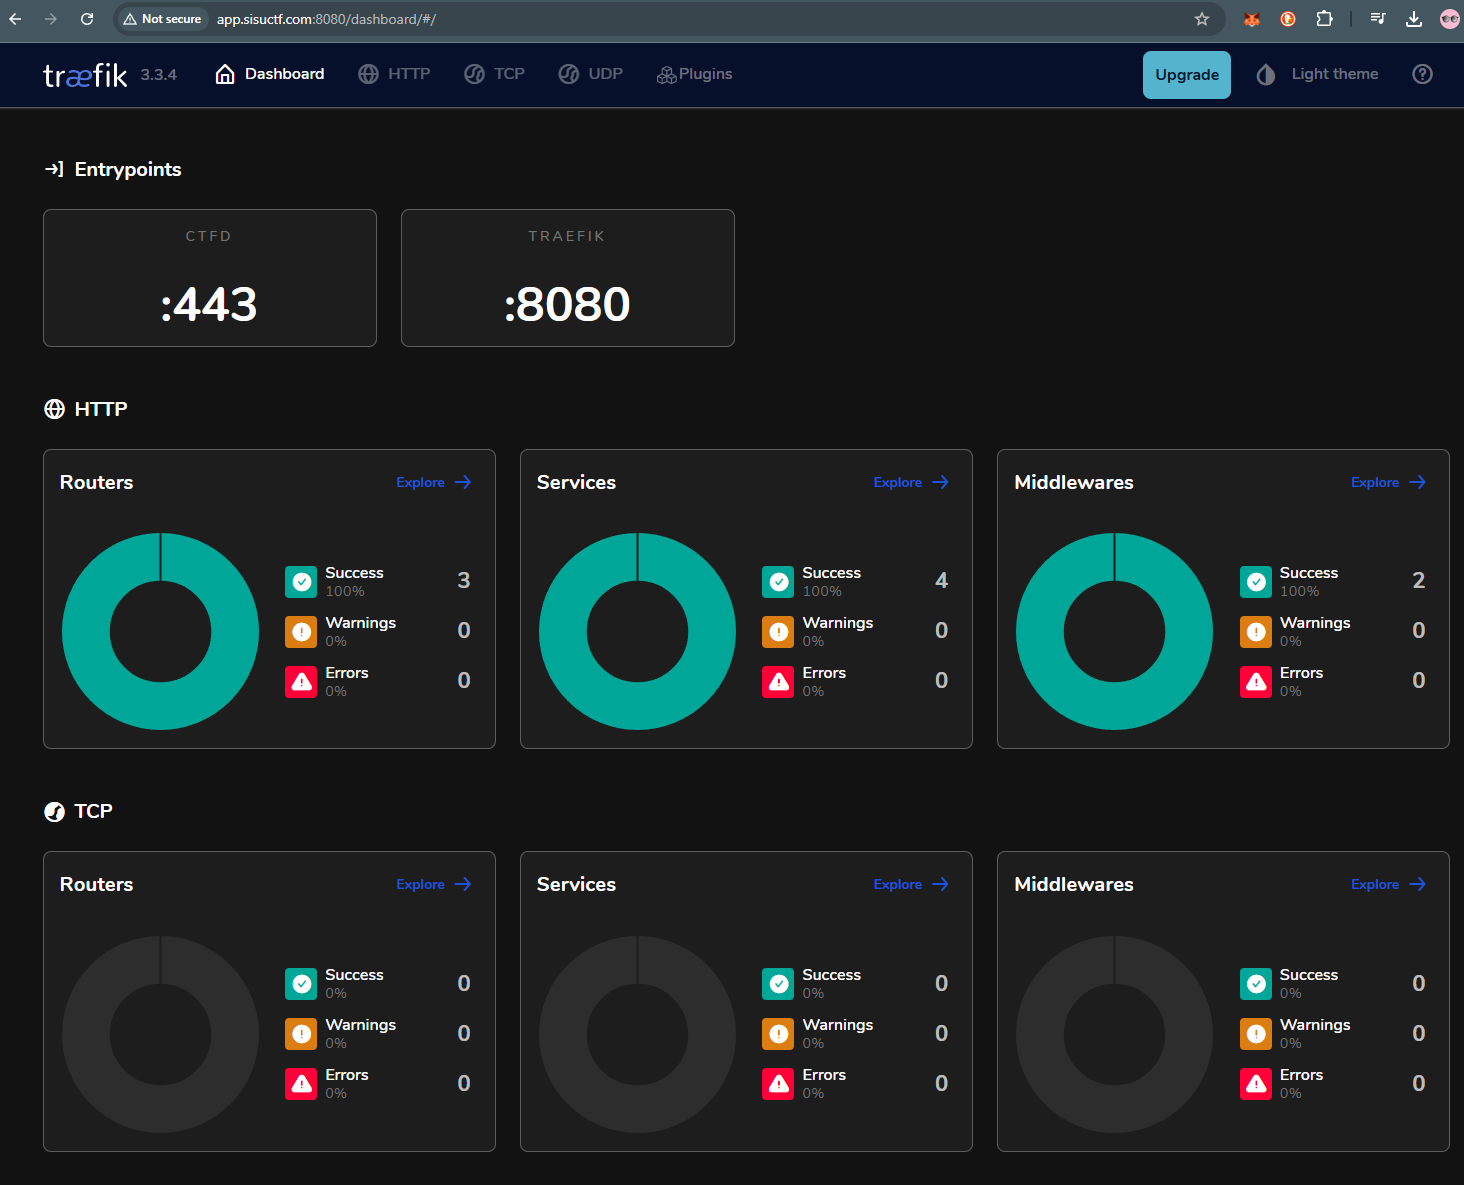 Not secure app.sisuctf.com:8080/dashboard/#/
træfik 3.3.4 Dashboard HTTP TCP UDP Plugins Upgrade Light theme
Entrypoints
CTFD TRAEFIK
:443 :8080
HTTP
Routers Explore
Success 3
100%
Warnings 0
0%
Errors 0
0%
Services Explore
Success 4
100%
Warnings 0
0%
Errors 0
0%
Middlewares Explore
Success 2
100%
Warnings 0
0%
Errors 0
0%
TCP
Routers Explore
Success 0
0%
Warnings 0
0%
Errors 0
0%
Services Explore
Success 0
0%
Warnings 0
0%
Errors 0
0%
Middlewares Explore
Success 0
0%
Warnings 0
0%
Errors 0
0%